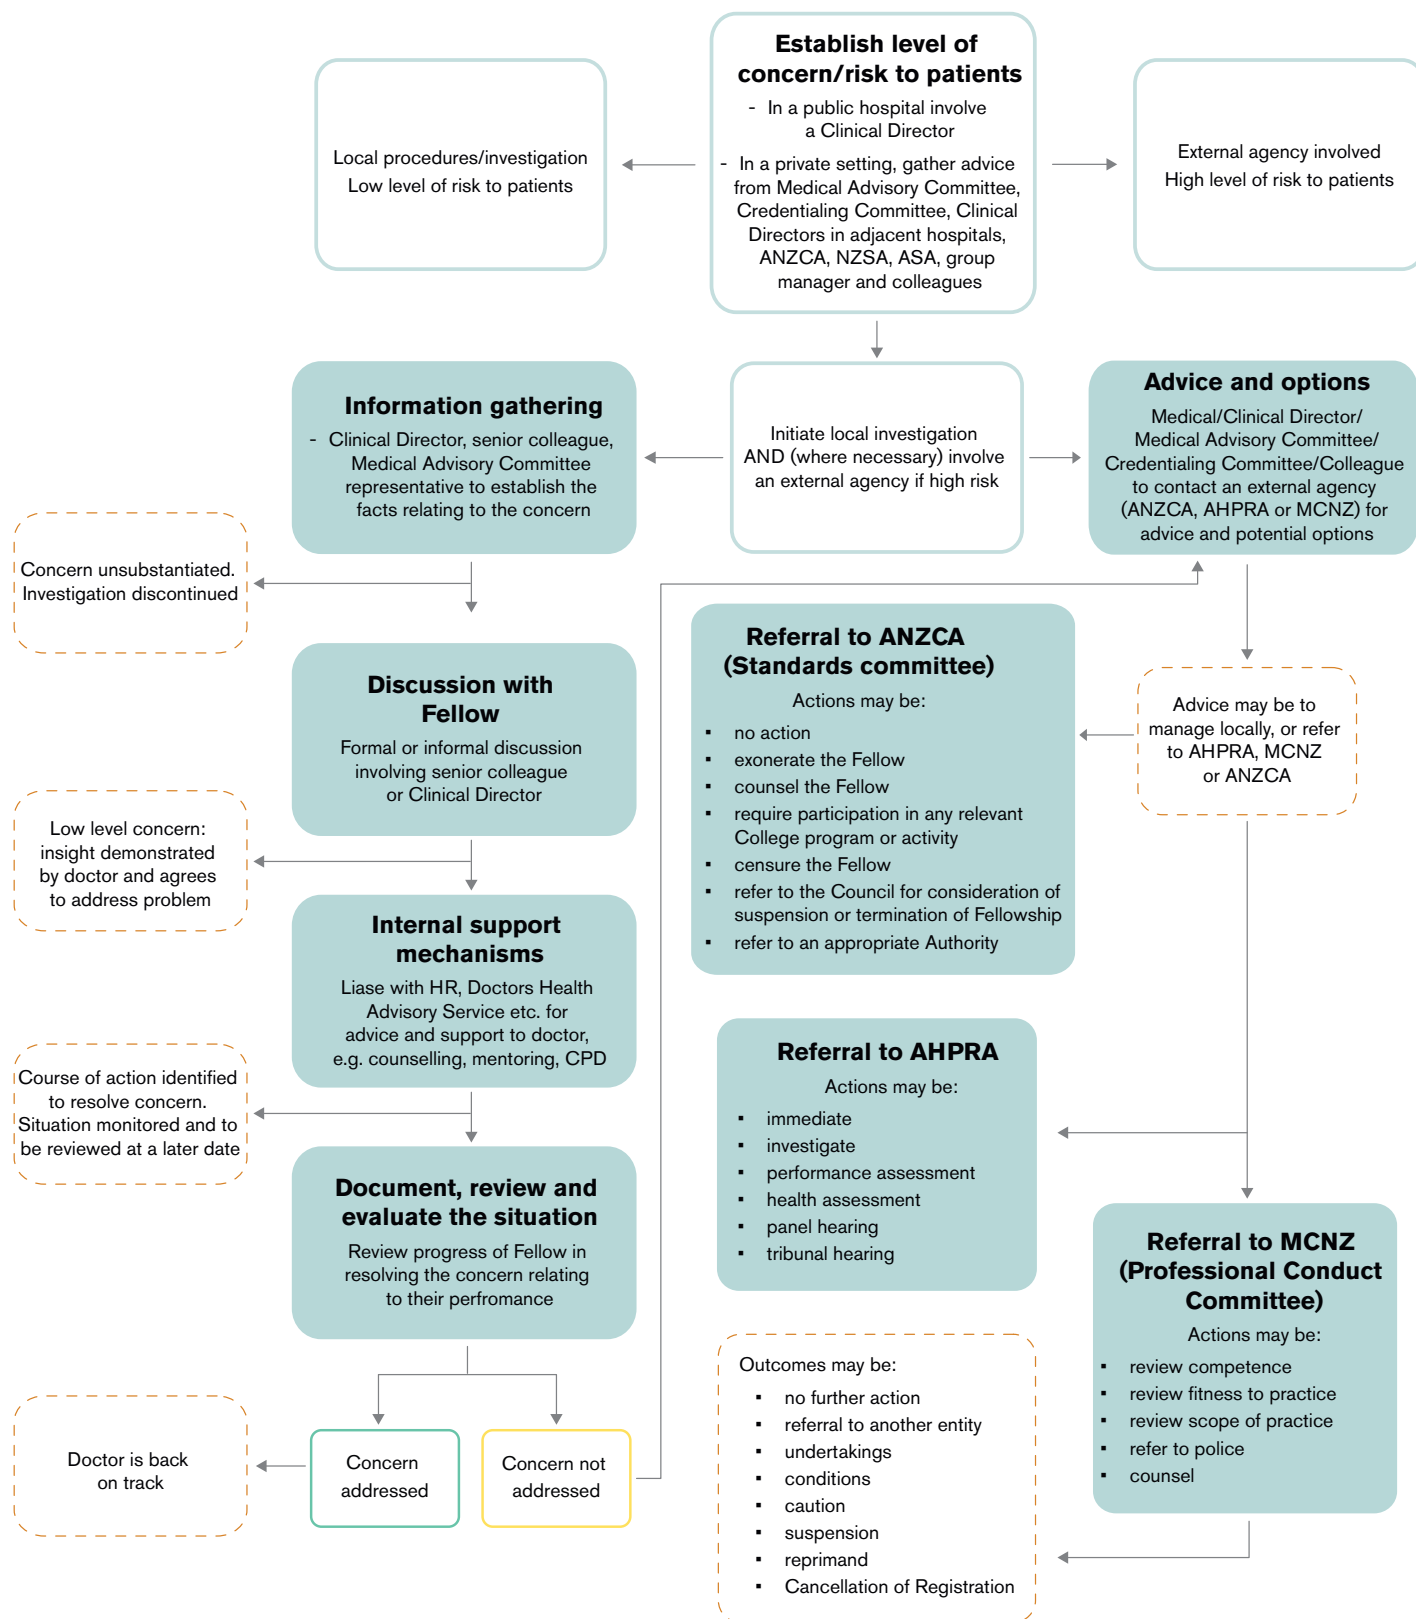 Establish level of
concern/risk to patients
- In a public hospital involve
a Clinical Director
- In a private setting, gather advice
from Medical Advisory Committee,
Credentialing Committee, Clinical
Directors in adjacent hospitals,
ANZCA, NZSA, ASA, group
manager and colleagues
Local procedures/investigation
Low level of risk to patients
External agency involved
High level of risk to patients
Information gathering
- Clinical Director, senior colleague,
Medical Advisory Committee
representative to establish the
facts relating to the concern
Initiate local investigation
AND (where necessary) involve
an external agency if high risk
Advice and options
Medical/Clinical Director/
Medical Advisory Committee/
Credentialing Committee/Colleague
to contact an external agency
(ANZCA, AHPRA or MCNZ) for
advice and potential options
Concern unsubstantiated.
Investigation discontinued
Discussion with
Fellow
Formal or informal discussion
involving senior colleague
or Clinical Director
Referral to ANZCA
(Standards committee)
Actions may be:
▪ no action
▪ exonerate the Fellow
▪ counsel the Fellow
▪ require participation in any relevant
College program or activity
▪ censure the Fellow
▪ refer to the Council for consideration of
suspension or termination of Fellowship
▪ refer to an appropriate Authority
Advice may be to
manage locally, or refer
to AHPRA, MCNZ
or ANZCA
Low level concern:
insight demonstrated
by doctor and agrees
to address problem
Internal support
mechanisms
Liase with HR, Doctors Health
Advisory Service etc. for
advice and support to doctor,
e.g. counselling, mentoring, CPD
Course of action identified
to resolve concern.
Situation monitored and to
be reviewed at a later date
Referral to AHPRA
Actions may be:
▪ immediate
▪ investigate
▪ performance assessment
▪ health assessment
▪ panel hearing
▪ tribunal hearing
Document, review and
evaluate the situation
Review progress of Fellow in
resolving the concern relating
to their perfromance
Referral to MCNZ
(Professional Conduct
Committee)
Actions may be:
▪ review competence
▪ review fitness to practice
▪ review scope of practice
▪ refer to police
▪ counsel
Doctor is back
on track
Concern
addressed
Concern not
addressed
Outcomes may be:
▪ no further action
▪ referral to another entity
▪ undertakings
▪ conditions
▪ caution
▪ suspension
▪ reprimand
▪ Cancellation of Registration